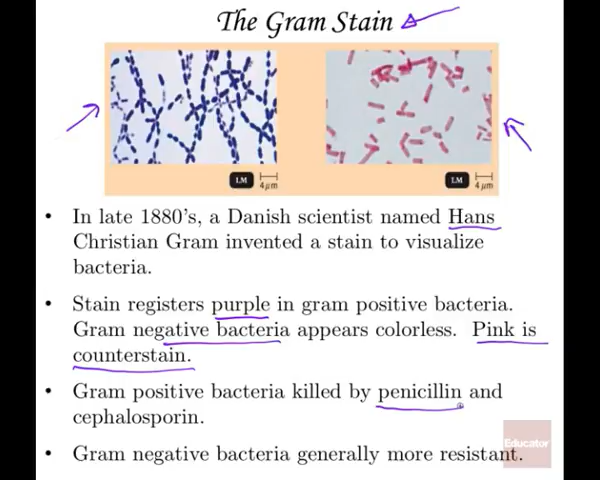 The Gram Stain
LM
4 μm
LM
4 μm
• In late 1880's, a Danish scientist named Hans
Christian Gram invented a stain to visualize
bacteria.
• Stain registers purple in gram positive bacteria.
Gram negative bacteria appears colorless. Pink is
counterstain.
• Gram positive bacteria killed by penicillin and
cephalosporin.
• Gram negative bacteria generally more resistant.
Educator